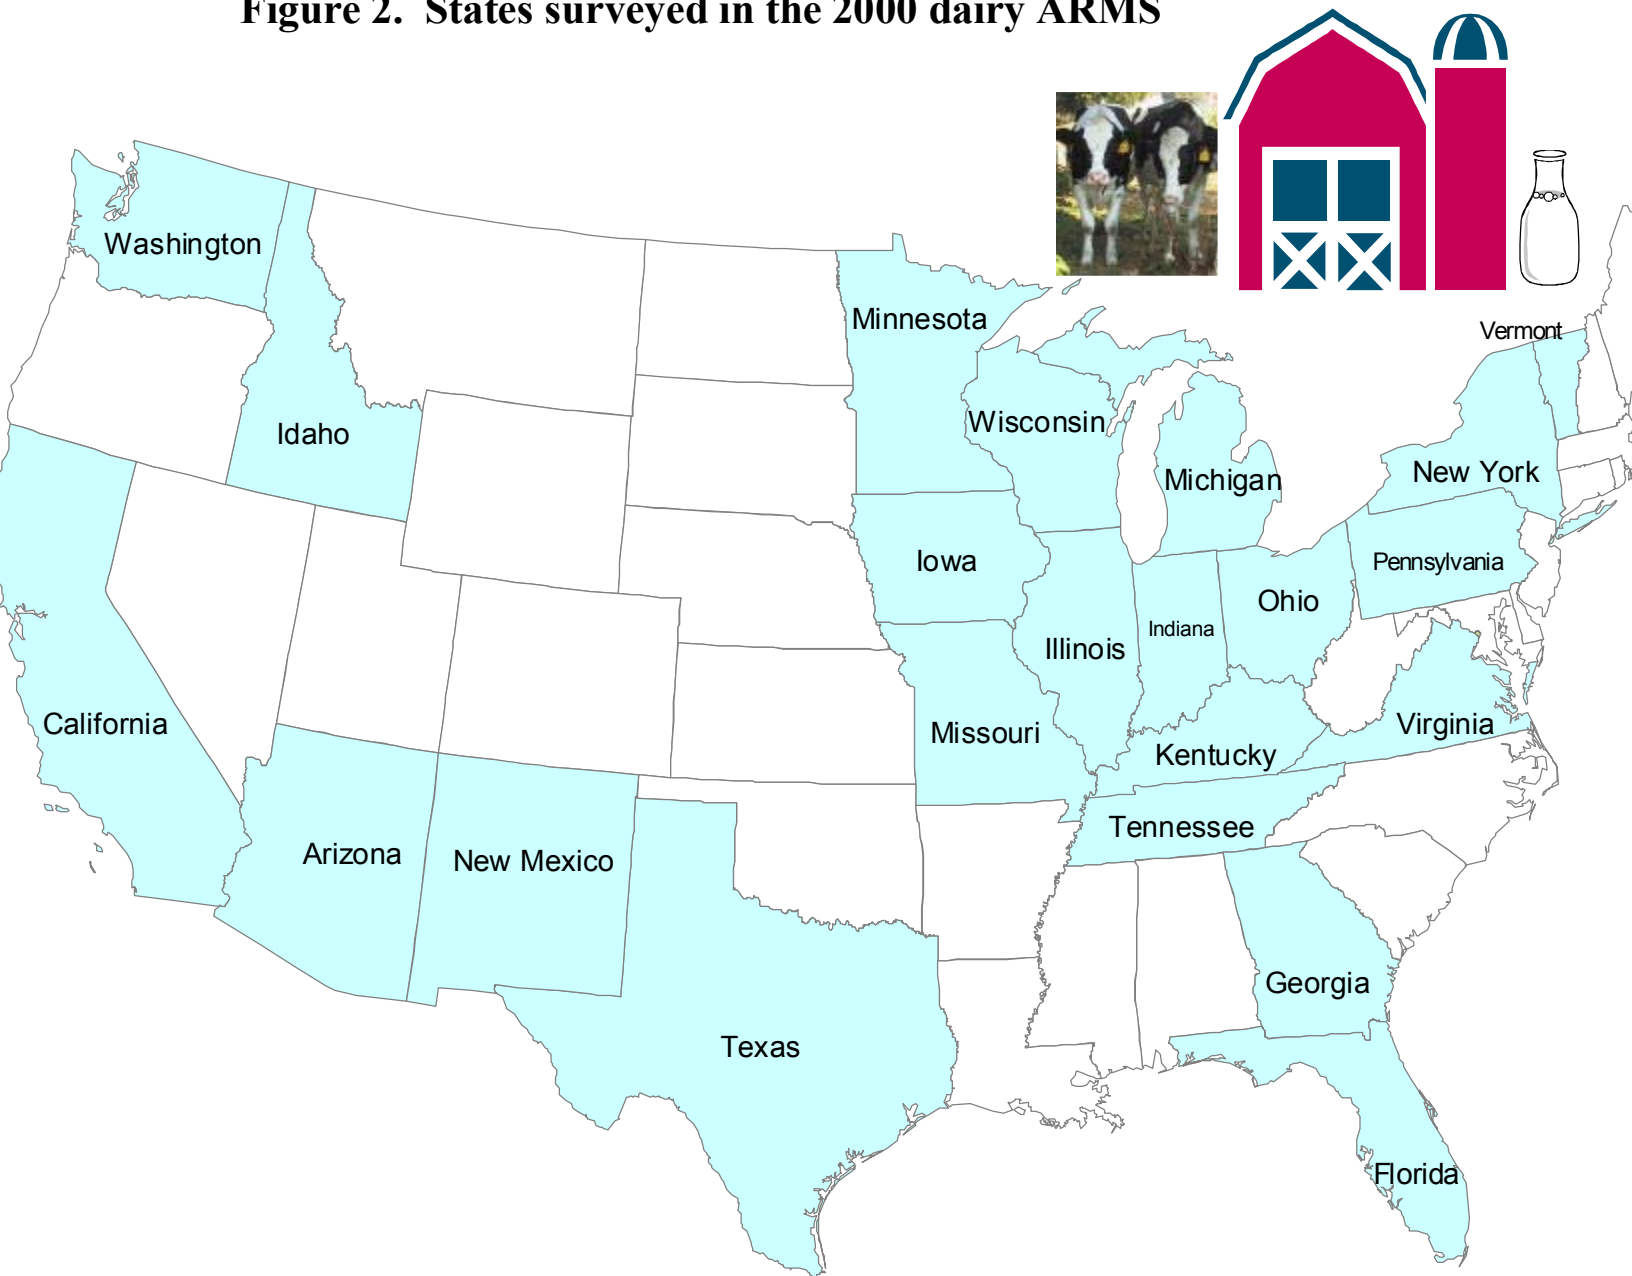 Figure 2. States surveyed in the 2000 dairy ARMS
Washington
Minnesota
Vermont
Wisconsin
Idaho
New York
Michigan
Iowa
Pennsylvania
Ohio
Indiana
Illinois
California
Virginia
Missouri
Kentucky
Tennessee
Arizona
New Mexico
Georgia
Texas
Florida